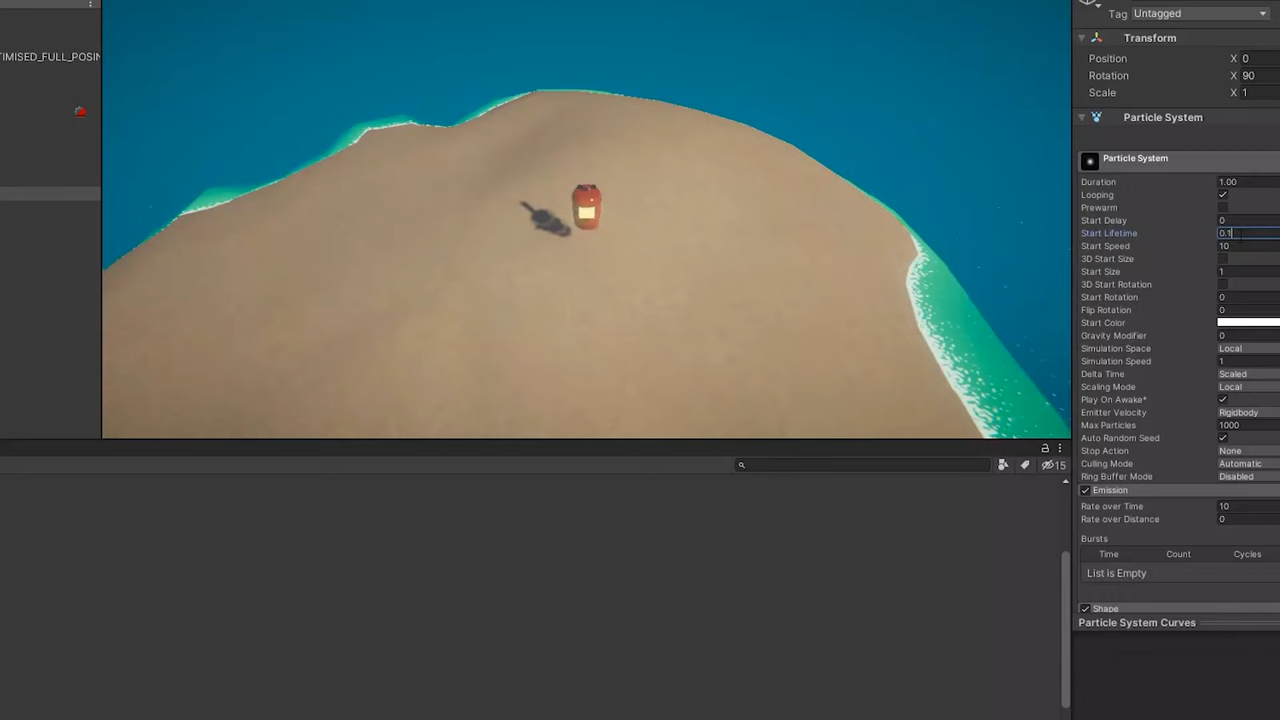 Tag Untagged
TIMISED_FULL_POSIN
Transform
Position X 0
Rotation X 90
Scale X 1
Particle System
Particle System
Duration 1.00
Looping
Prewarm
Start Delay 0
Start Lifetime 0.1
Start Speed 10
3D Start Size
Start Size 1
3D Start Rotation
Start Rotation 0
Flip Rotation 0
Start Color
Gravity Modifier 0
Simulation Space Local
Simulation Speed 1
Delta Time Scaled
Scaling Mode Local
Play On Awake*
Emitter Velocity Rigidbody
Max Particles 1000
Auto Random Seed
Stop Action None
Culling Mode Automatic
Ring Buffer Mode Disabled
Emission
Rate over Time 10
Rate over Distance 0
Bursts
Time Count Cycles
List is Empty
Shape
Particle System Curves
15